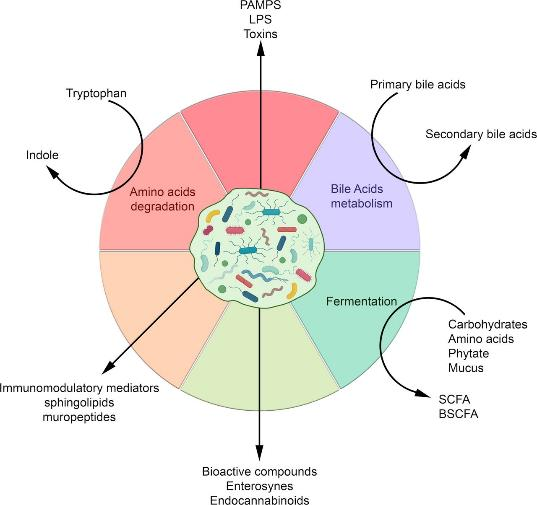 PAMPS
LPS
Toxins
Tryptophan
Indole
Primary bile acids
Secondary bile acids
Amino acids
degradation
Bile Acids
metabolism
Fermentation
Carbohydrates
Amino acids
Phytate
Mucus
SCFA
BSCFA
Immunomodulatory mediators
sphingolipids
muropeptides
Bioactive compounds
Enterosynes
Endocannabinoids